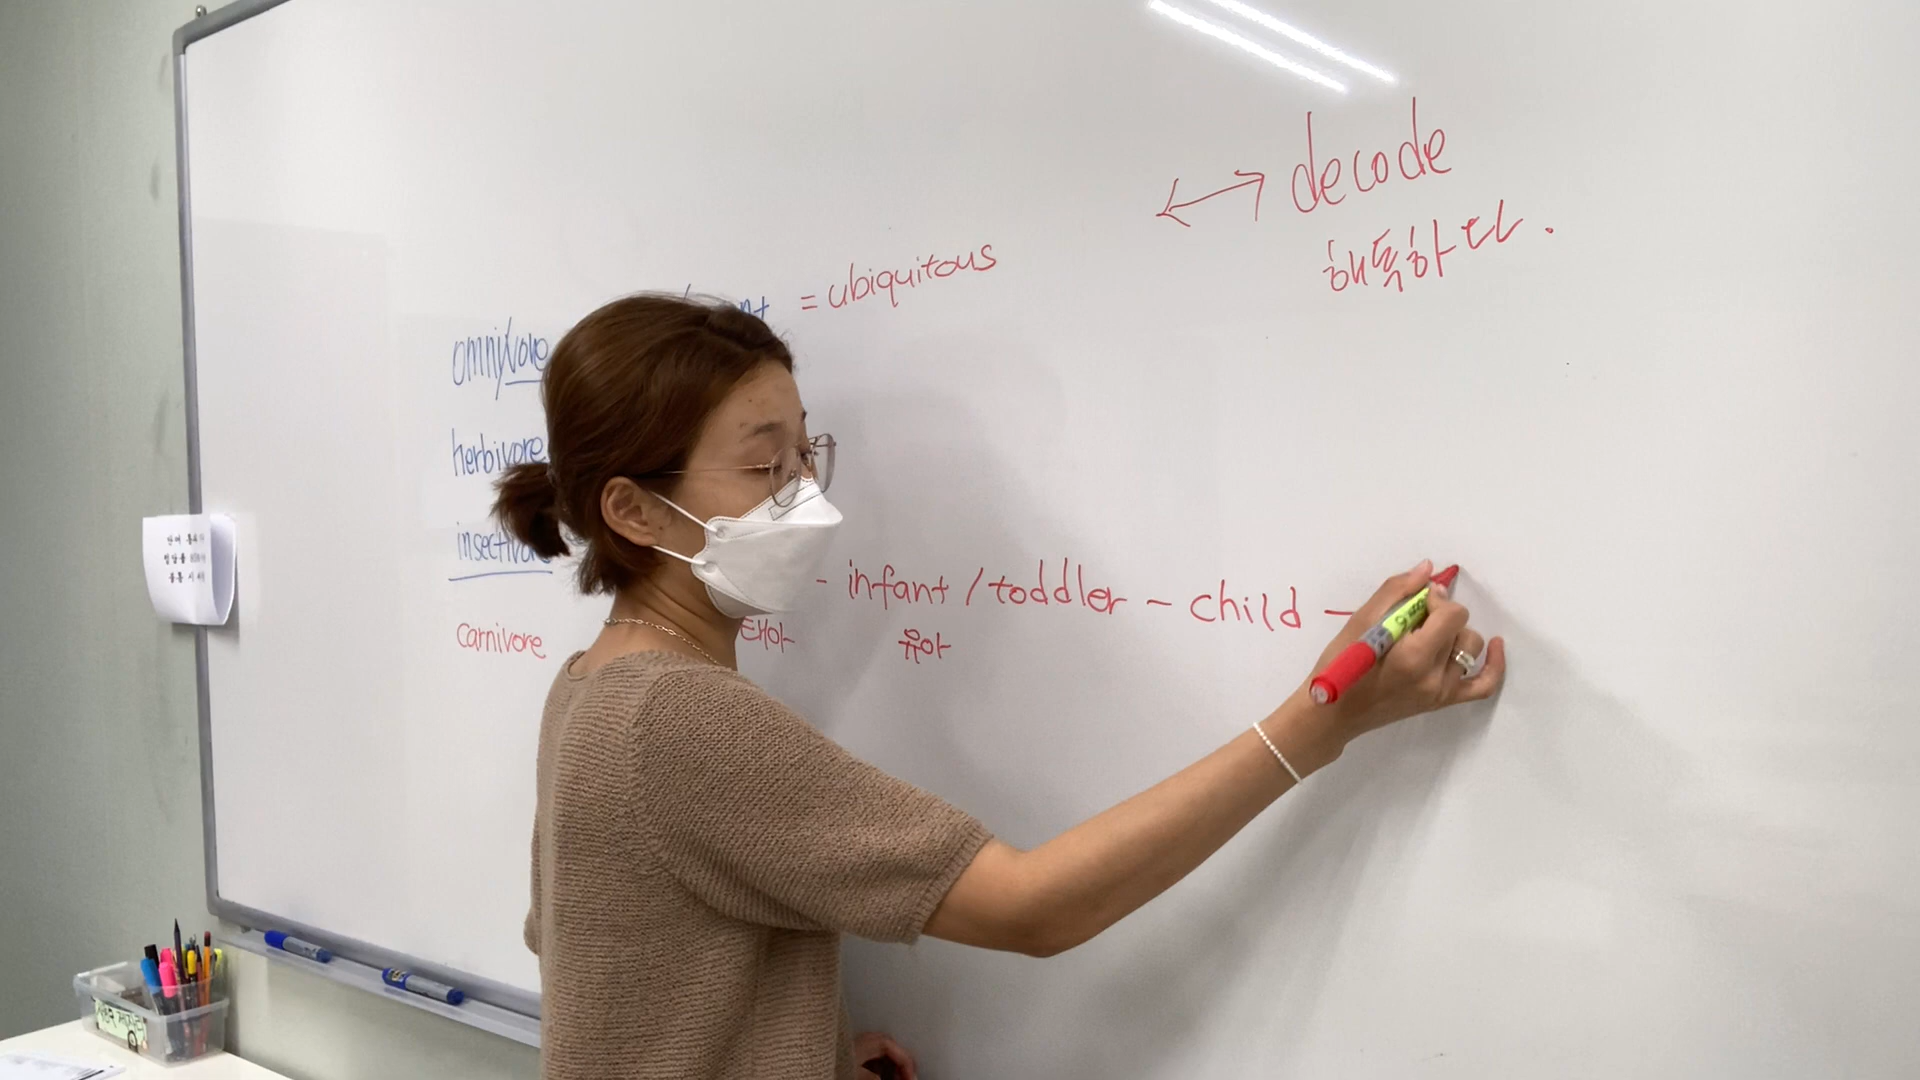 decode
해독하다.
= ubiquitous
omnivore
herbivore
insectivore
- infant / toddler - child -
carnivore
태아
유아